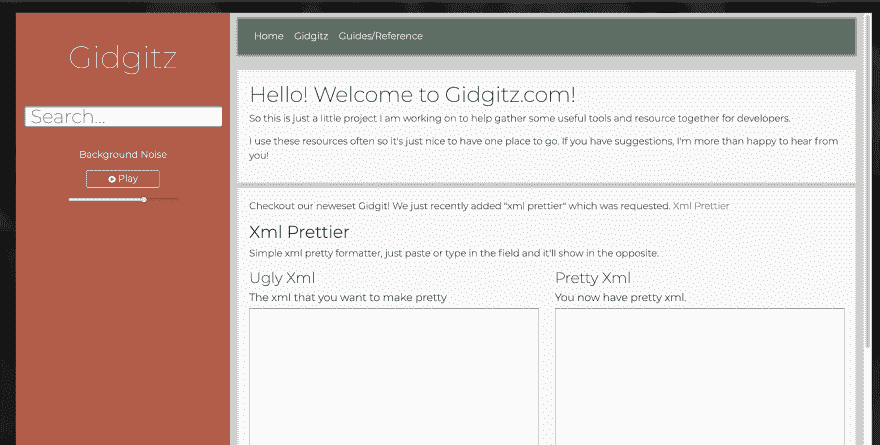 Gidgitz
Search...
Background Noise
Play
Home Gidgitz Guides/Reference
Hello! Welcome to Gidgitz.com!
So this is just a little project I am working on to help gather some useful tools and resource together for developers.
I use these resources often so it's just nice to have one place to go. If you have suggestions, I'm more than happy to hear from
you!
Checkout our neweset Gidgit! We just recently added "xml prettier" which was requested. Xml Prettier
Xml Prettier
Simple xml pretty formatter, just paste or type in the field and it'll show in the opposite.
Ugly Xml
The xml that you want to make pretty
Pretty Xml
You now have pretty xml.